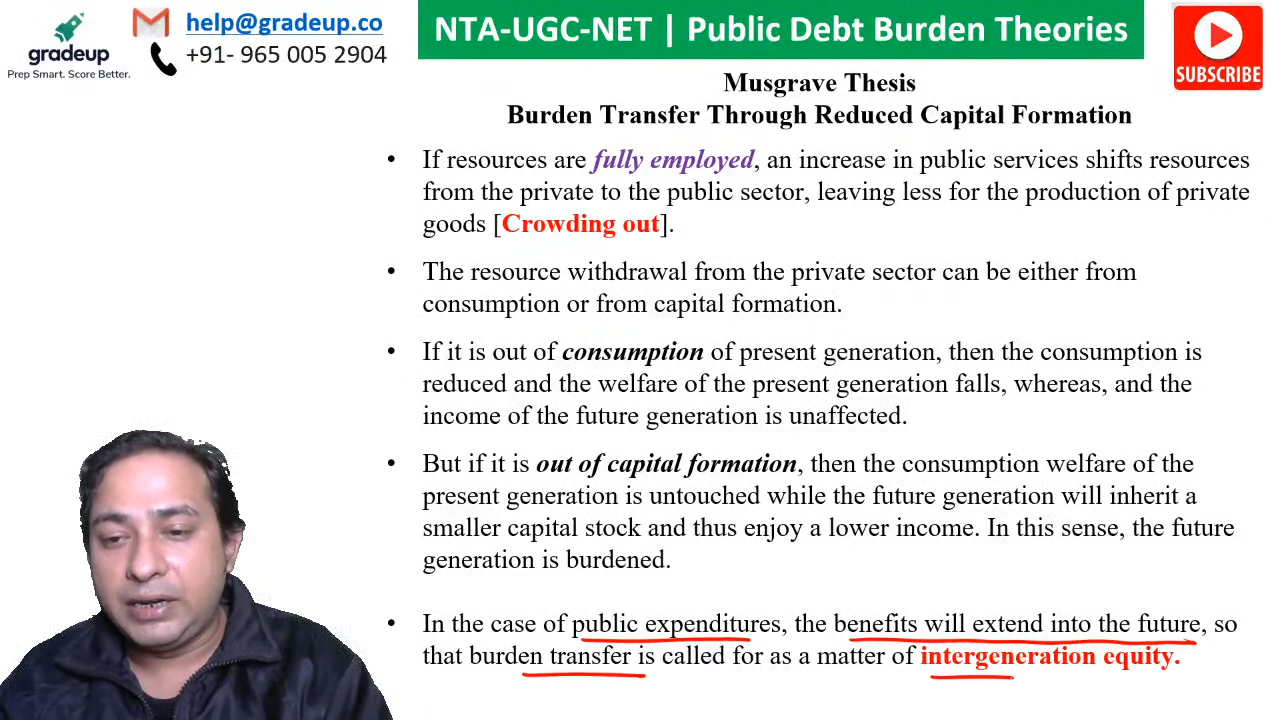 gradeup
Prep Smart. Score Better.
help@gradeup.co
+91- 965 005 2904
NTA-UGC-NET | Public Debt Burden Theories
SUBSCRIBE
Musgrave Thesis
Burden Transfer Through Reduced Capital Formation
• If resources are fully employed, an increase in public services shifts resources
from the private to the public sector, leaving less for the production of private
goods [Crowding out].
• The resource withdrawal from the private sector can be either from
consumption or from capital formation.
• If it is out of consumption of present generation, then the consumption is
reduced and the welfare of the present generation falls, whereas, and the
income of the future generation is unaffected.
• But if it is out of capital formation, then the consumption welfare of the
present generation is untouched while the future generation will inherit a
smaller capital stock and thus enjoy a lower income. In this sense, the future
generation is burdened.
• In the case of public expenditures, the benefits will extend into the future, so
that burden transfer is called for as a matter of intergeneration equity.